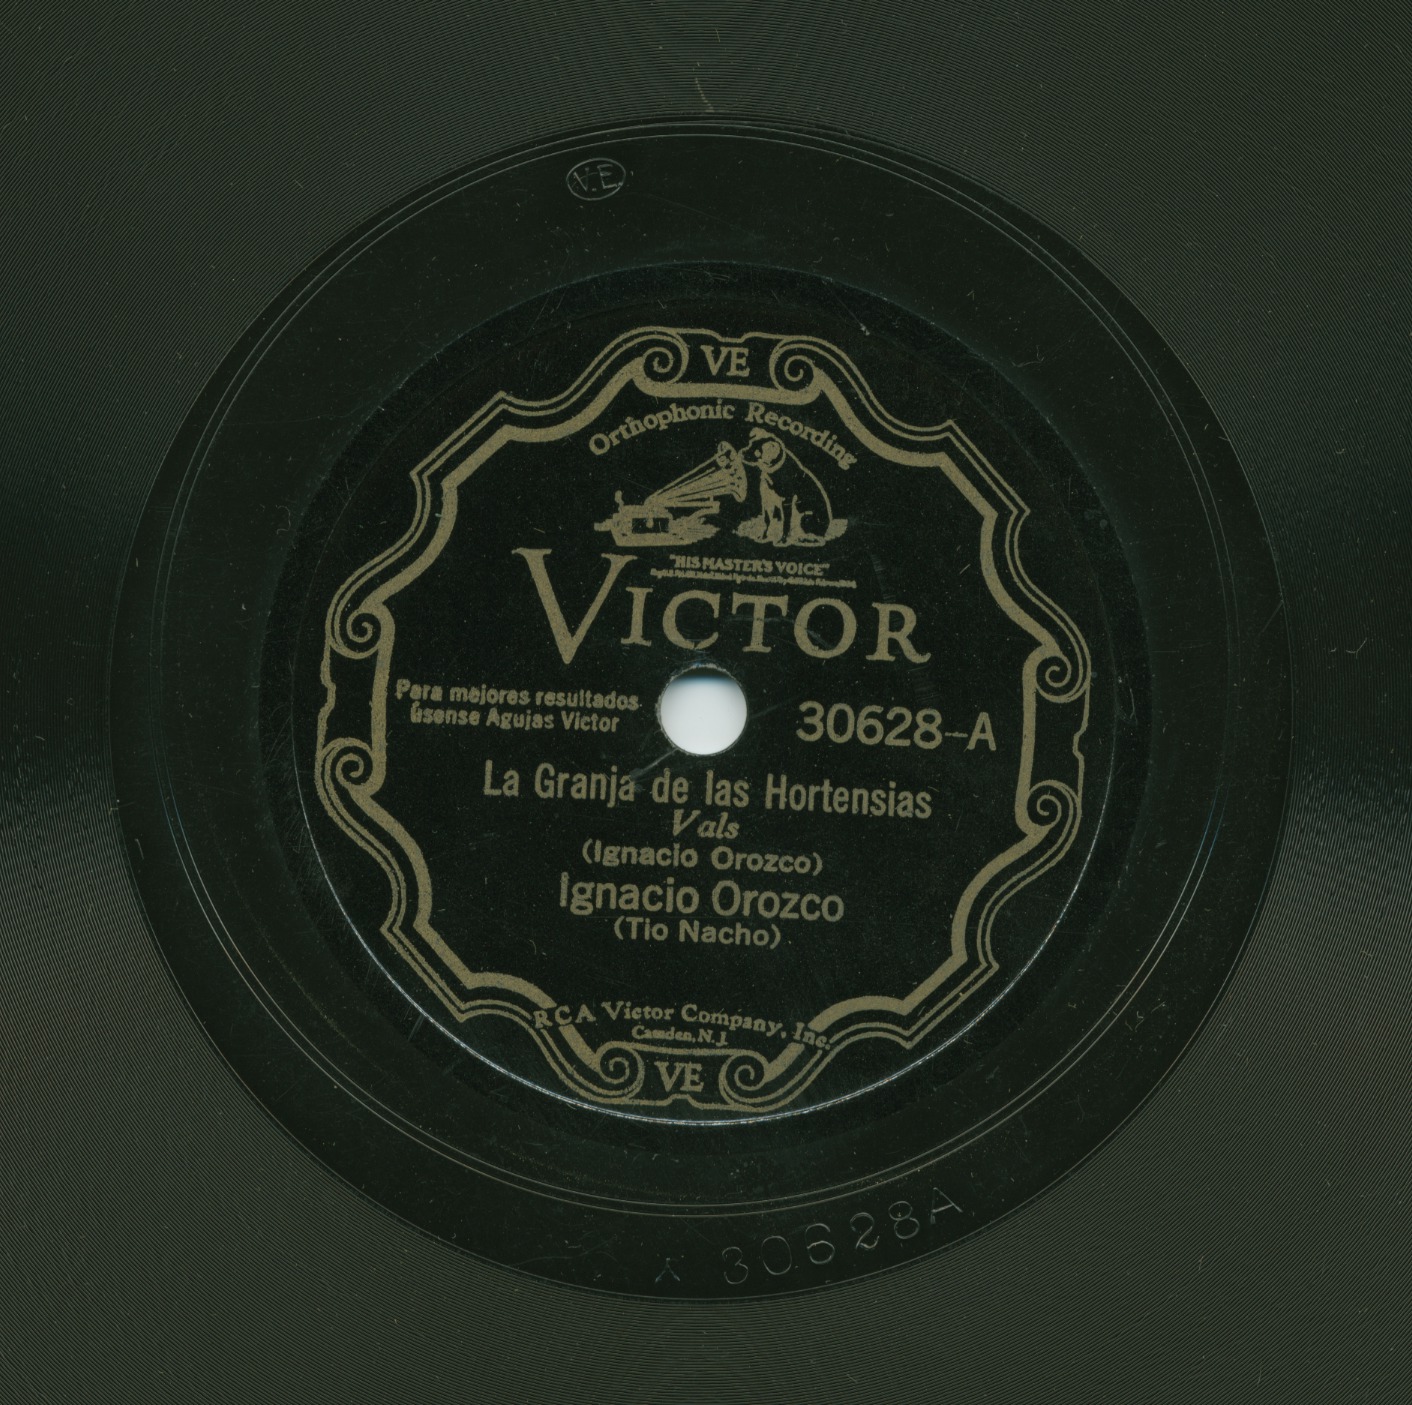 V.E.
VE
Orthophonic Recording
"HIS MASTER'S VOICE"
VICTOR
Para mejores resultados
úsense Agujas Victor
30628-A
La Granja de las Hortensias
Vals
(Ignacio Orozco)
Ignacio Orozco
(Tio Nacho)
RCA Victor Company, Inc.
Camden, N.J.
VE
30628A